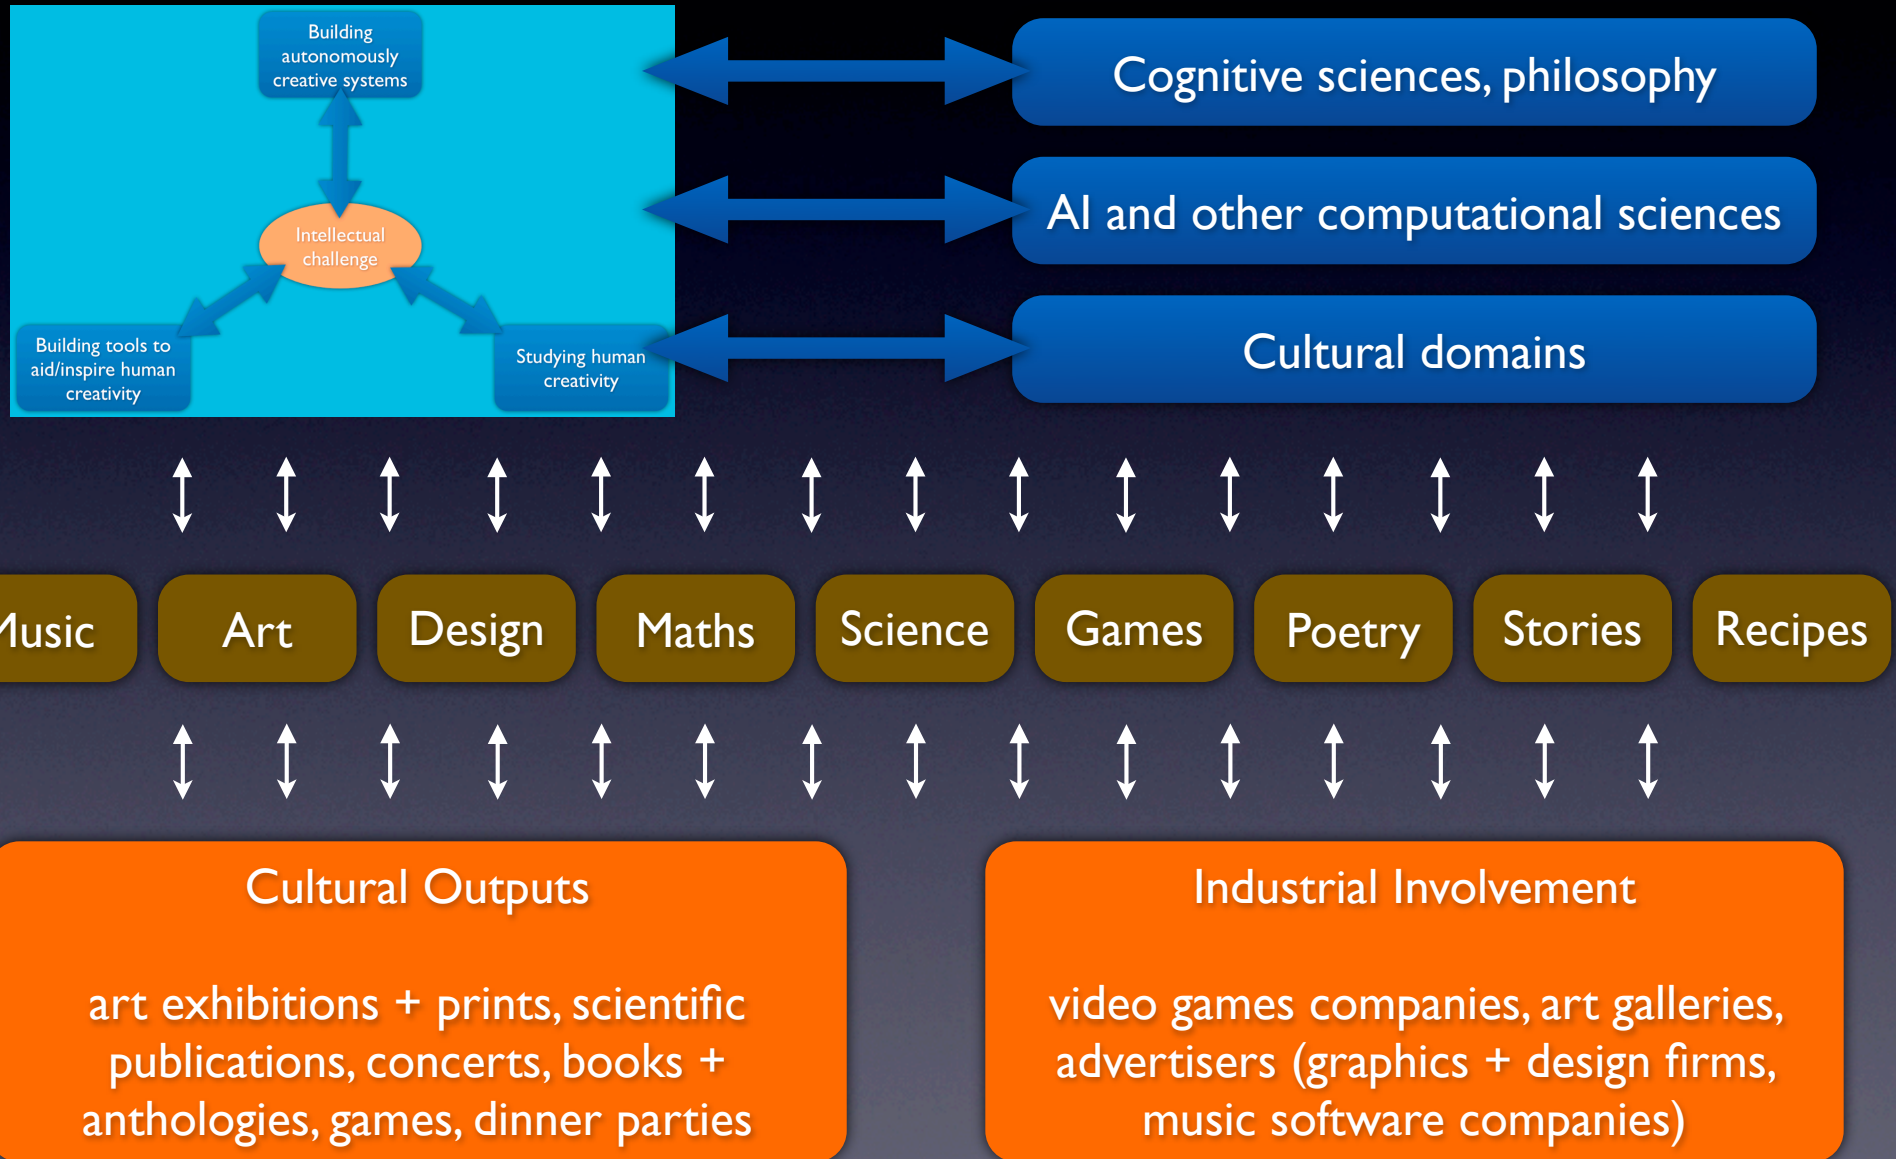 Building
autonomously
creative systems
Intellectual
challenge
Building tools to
aid/inspire human
creativity
Studying human
creativity
Cognitive sciences, philosophy
AI and other computational sciences
Cultural domains
Music
Art
Design
Maths
Science
Games
Poetry
Stories
Recipes
Cultural Outputs
art exhibitions + prints, scientific
publications, concerts, books +
anthologies, games, dinner parties
Industrial Involvement
video games companies, art galleries,
advertisers (graphics + design firms,
music software companies)